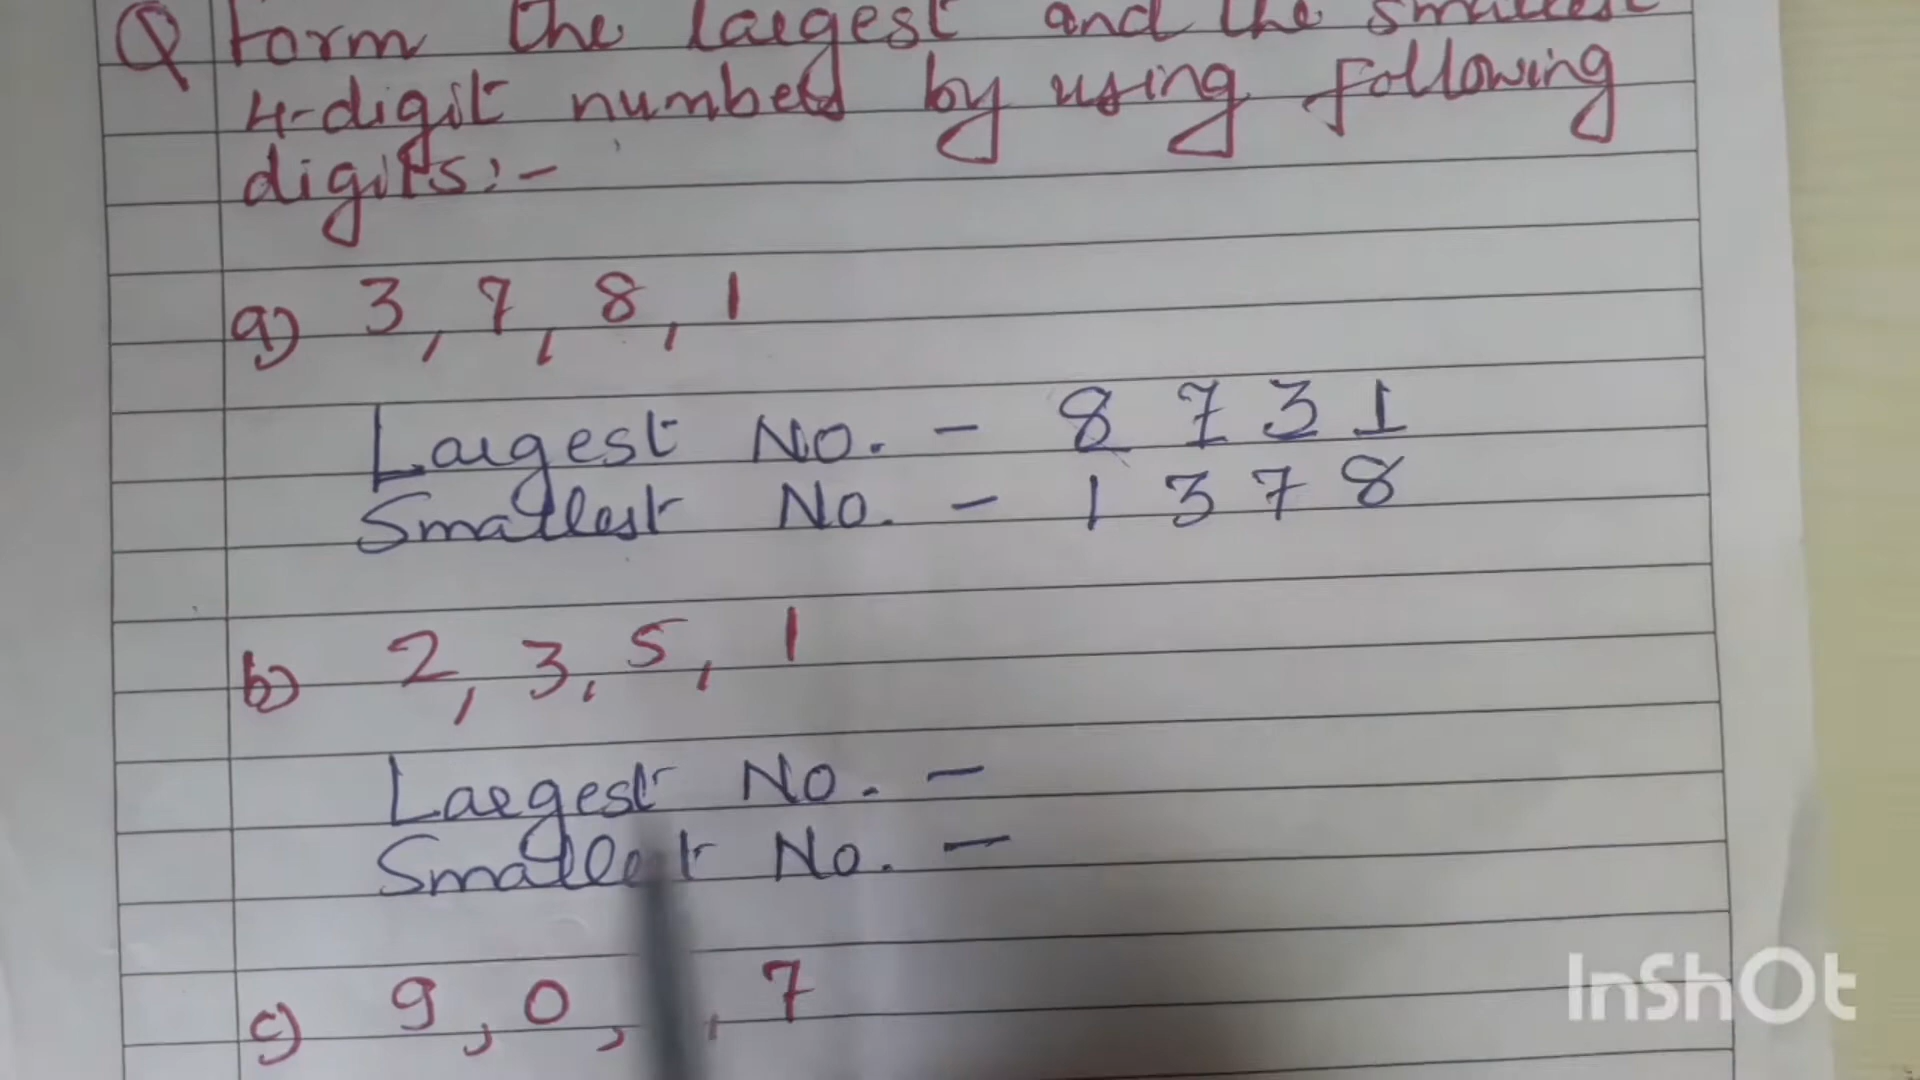 Q Form the largest and the smallest
4-digit numbers by using following
digits:-
a) 3, 7, 8, 1
Largest No. - 8 7 3 1
Smallest No. - 1 3 7 8
b) 2, 3, 5, 1
Largest No. -
Smallest No. -
c) 9, 0, , 7
InShOt